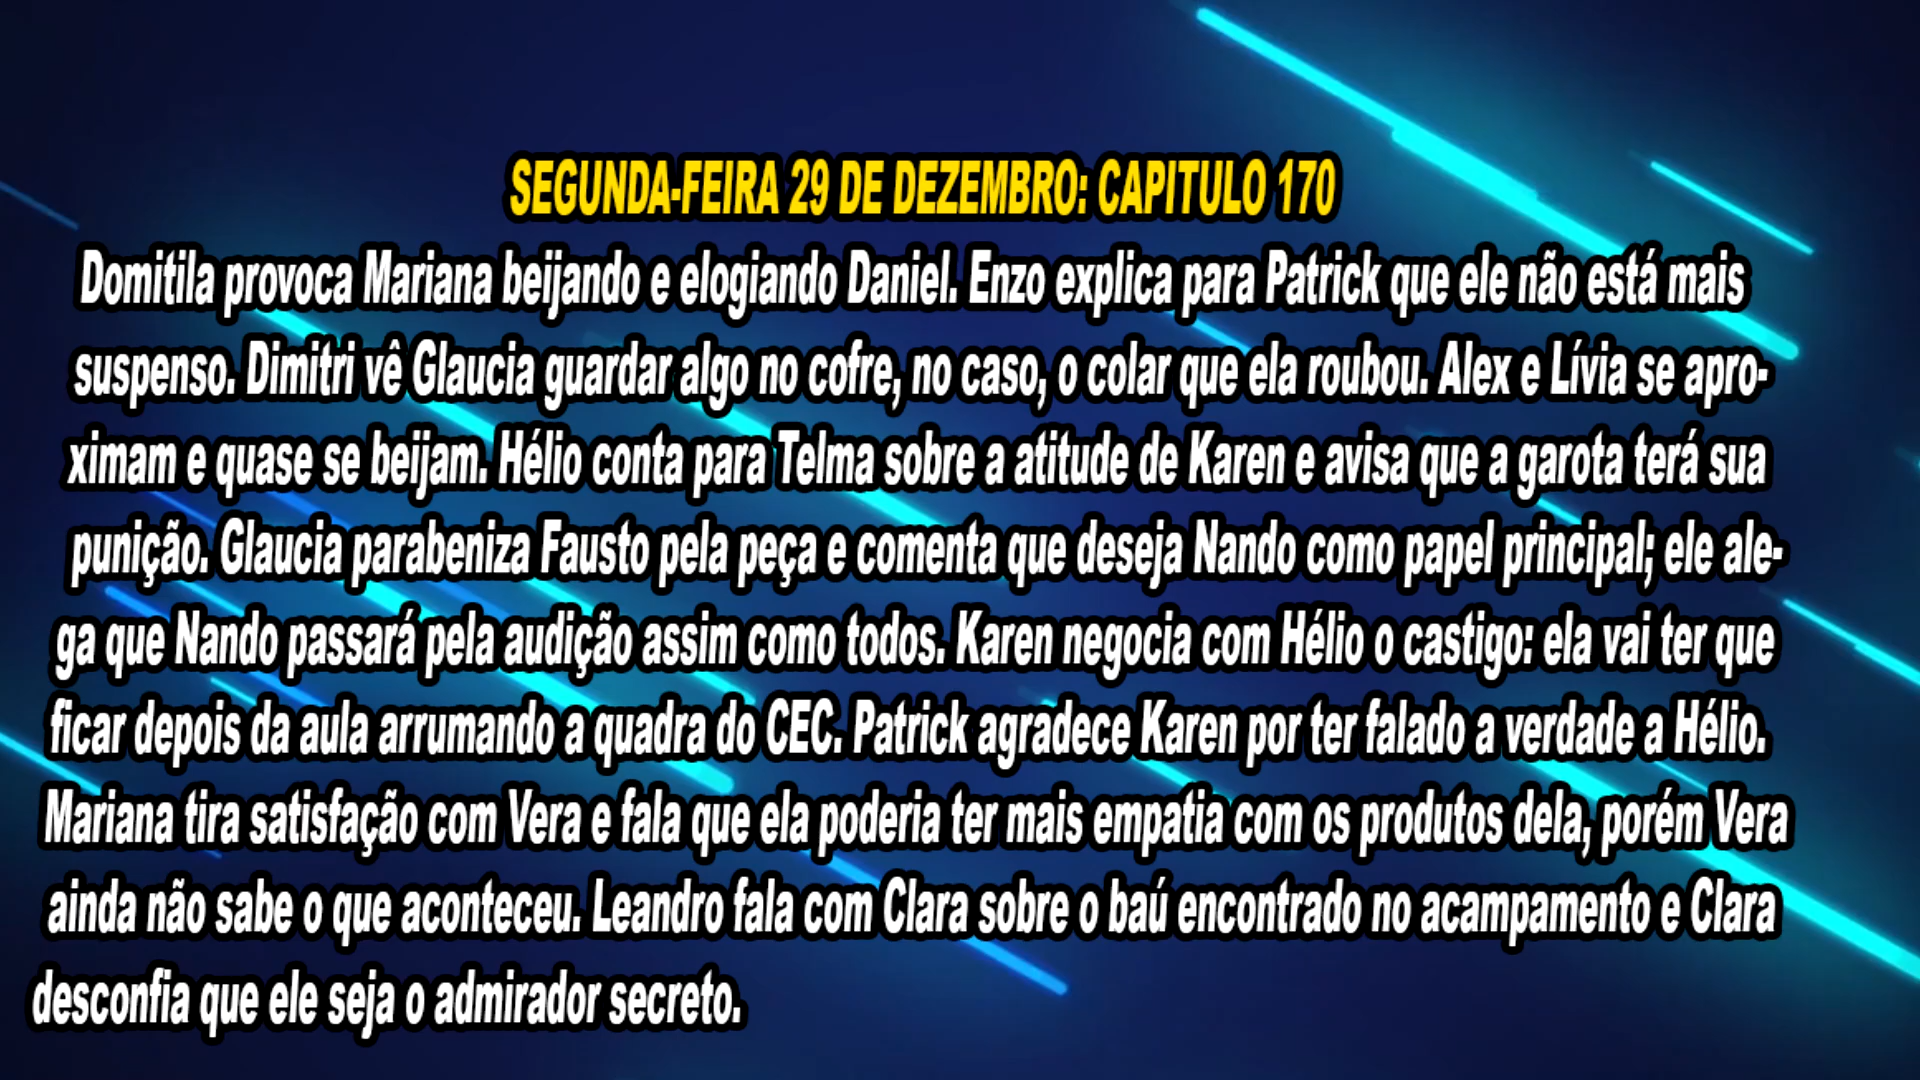 SEGUNDA-FEIRA 29 DE DEZEMBRO: CAPITULO 170
Domitila provoca Mariana beijando e elogiando Daniel. Enzo explica para Patrick que ele não está mais
suspenso. Dimitri vê Glaucia guardar algo no cofre, no caso, o colar que ela roubou. Alex e Lívia se apro-
ximam e quase se beijam. Hélio conta para Telma sobre a atitude de Karen e avisa que a garota terá sua
punição. Glaucia parabeniza Fausto pela peça e comenta que deseja Nando como papel principal; ele ale-
ga que Nando passará pela audição assim como todos. Karen negocia com Hélio o castigo: ela vai ter que
ficar depois da aula arrumando a quadra do CEC. Patrick agradece Karen por ter falado a verdade a Hélio.
Mariana tira satisfação com Vera e fala que ela poderia ter mais empatia com os produtos dela, porém Vera
ainda não sabe o que aconteceu. Leandro fala com Clara sobre o baú encontrado no acampamento e Clara
desconfia que ele seja o admirador secreto.